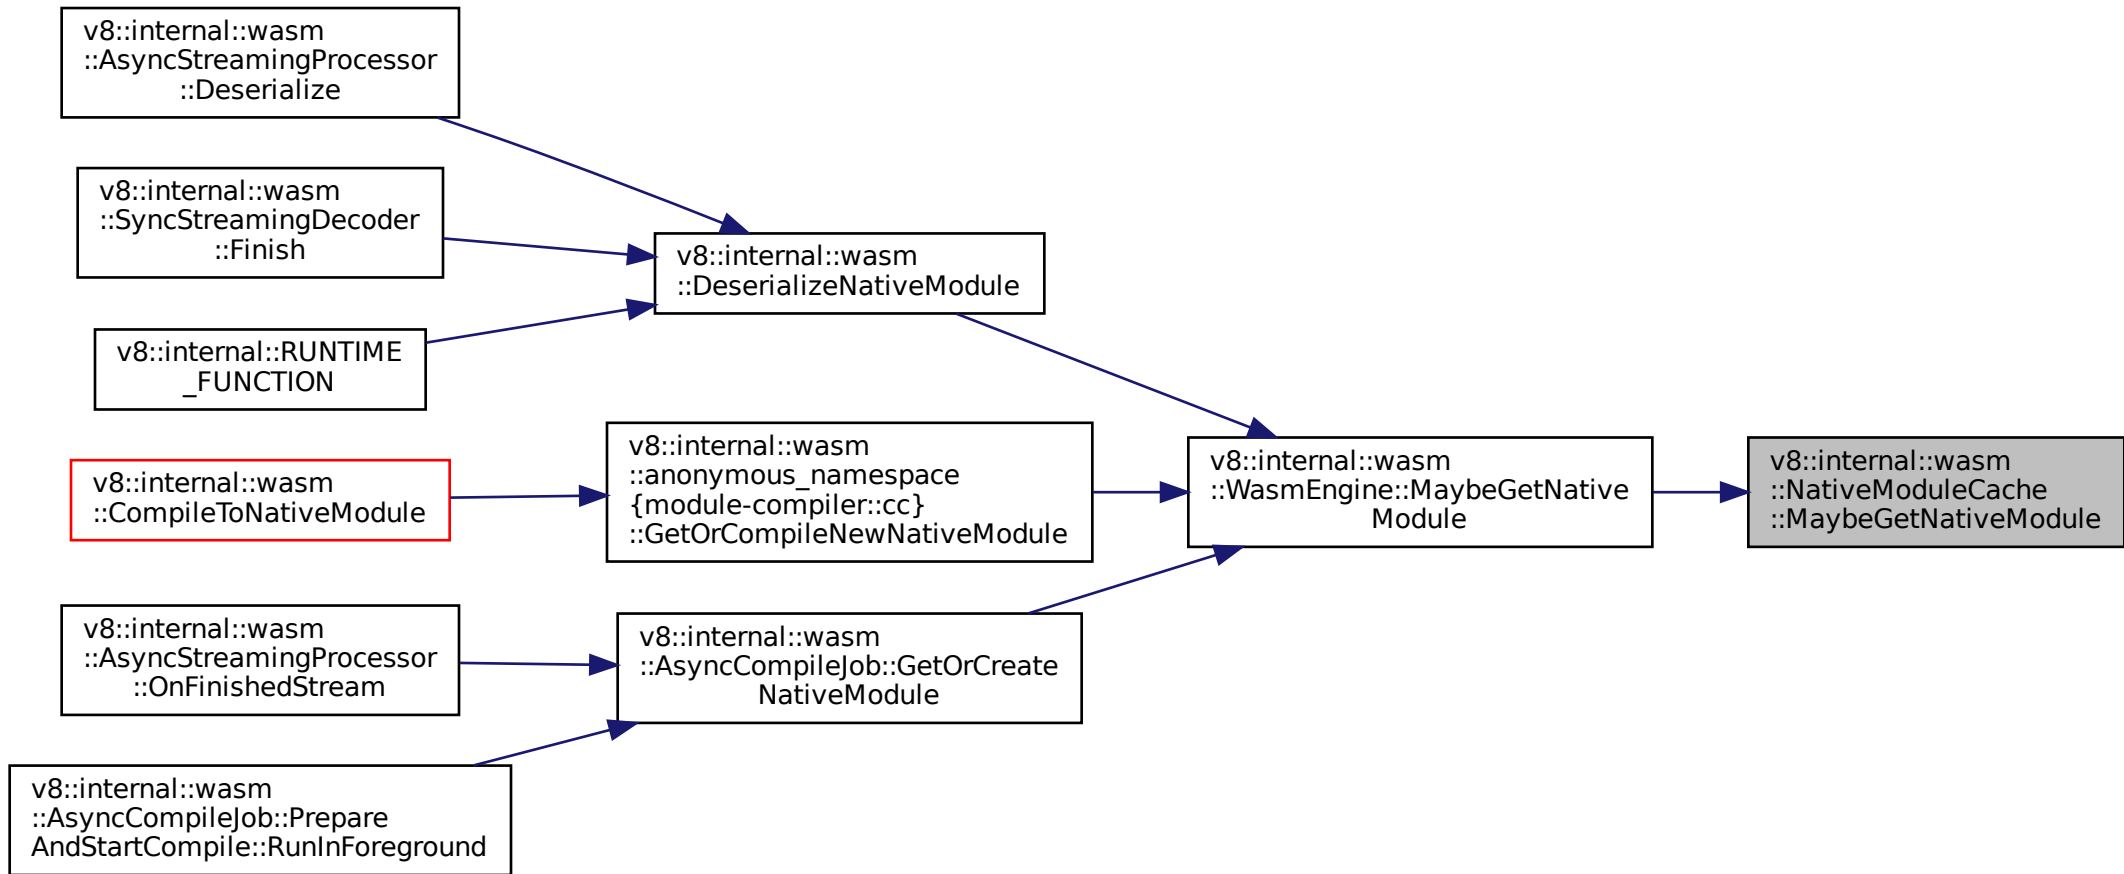 v8::internal::wasm
::AsyncStreamingProcessor
::Deserialize
v8::internal::wasm
::SyncStreamingDecoder
::Finish
v8::internal::RUNTIME
_FUNCTION
v8::internal::wasm
::CompileToNativeModule
v8::internal::wasm
::AsyncStreamingProcessor
::OnFinishedStream
v8::internal::wasm
::AsyncCompileJob::Prepare
AndStartCompile::RunInForeground
v8::internal::wasm
::DeserializeNativeModule
v8::internal::wasm
::anonymous_namespace
{module-compiler::cc}
::GetOrCompileNewNativeModule
v8::internal::wasm
::AsyncCompileJob::GetOrCreate
NativeModule
v8::internal::wasm
::WasmEngine::MaybeGetNative
Module
v8::internal::wasm
::NativeModuleCache
::MaybeGetNativeModule